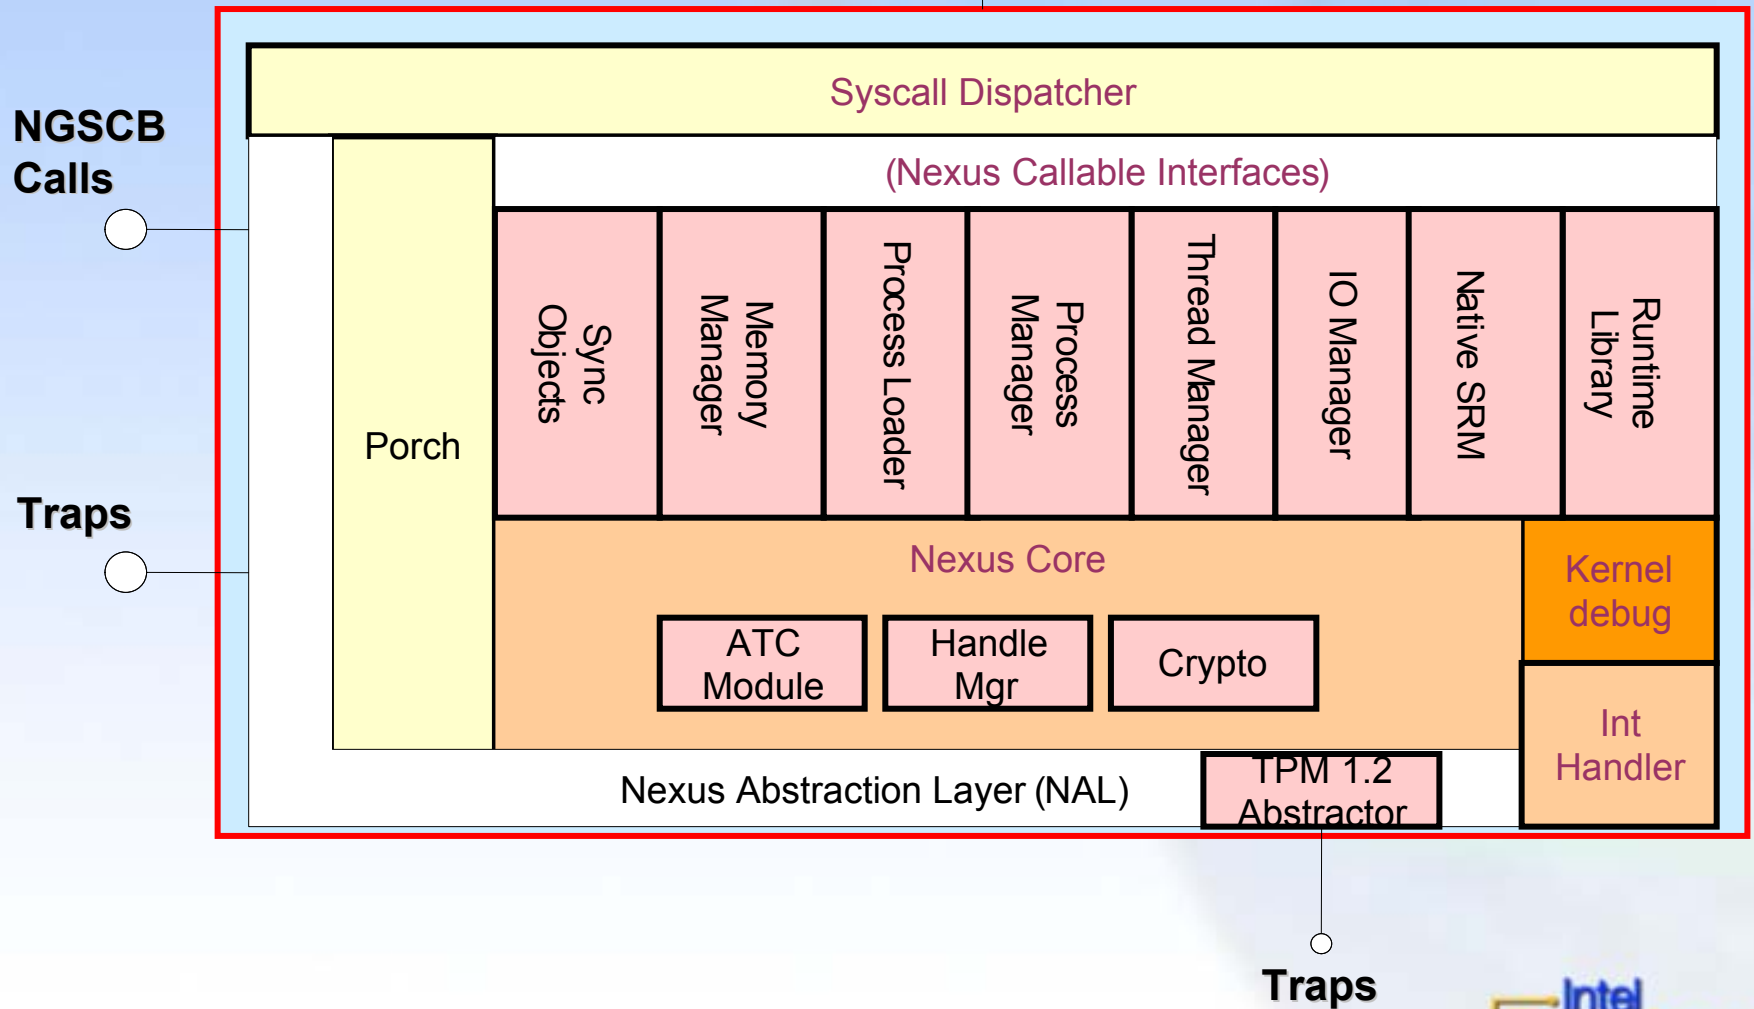 Syscall Dispatcher
NGSCB
Calls
(Nexus Callable Interfaces)
Porch
Sync
Objects
Memory
Manager
Process Loader
Process
Manager
Thread Manager
IO Manager
Native SRM
Runtime
Library
Traps
Nexus Core
Kernel
debug
ATC
Module
Handle
Mgr
Crypto
Int
Handler
Nexus Abstraction Layer (NAL)
TPM 1.2
Abstractor
Traps
Intel